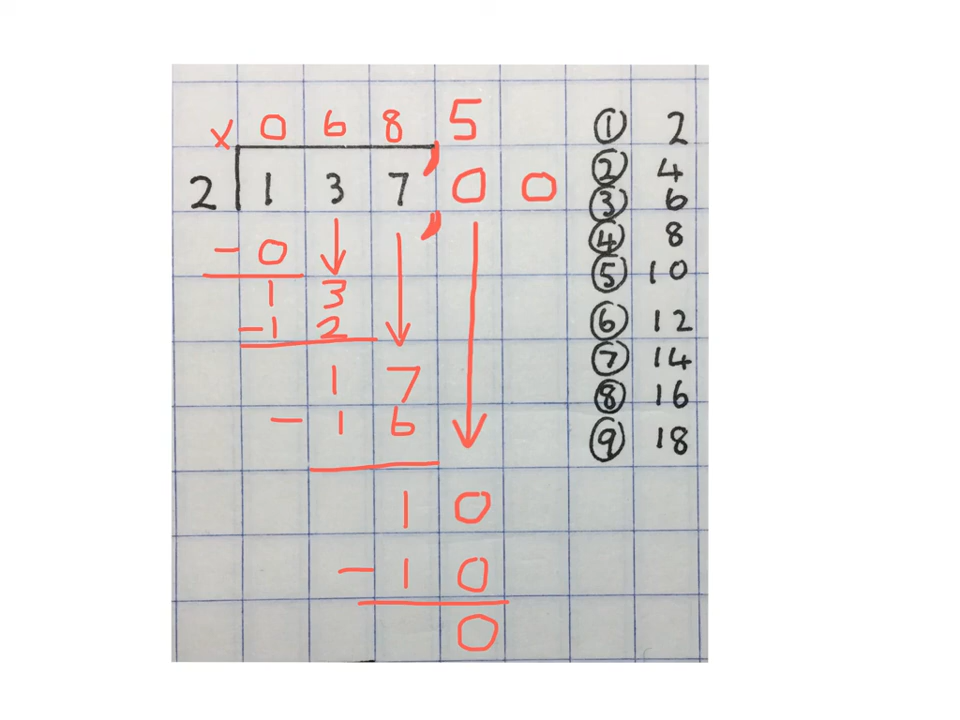 x 0 6 8 , 5
2 1 3 7 , 0 0
- 0
1 3
- 1 2
1 7
- 1 6
1 0
- 1 0
0
① 2
② 4
③ 6
④ 8
⑤ 10
⑥ 12
⑦ 14
⑧ 16
⑨ 18